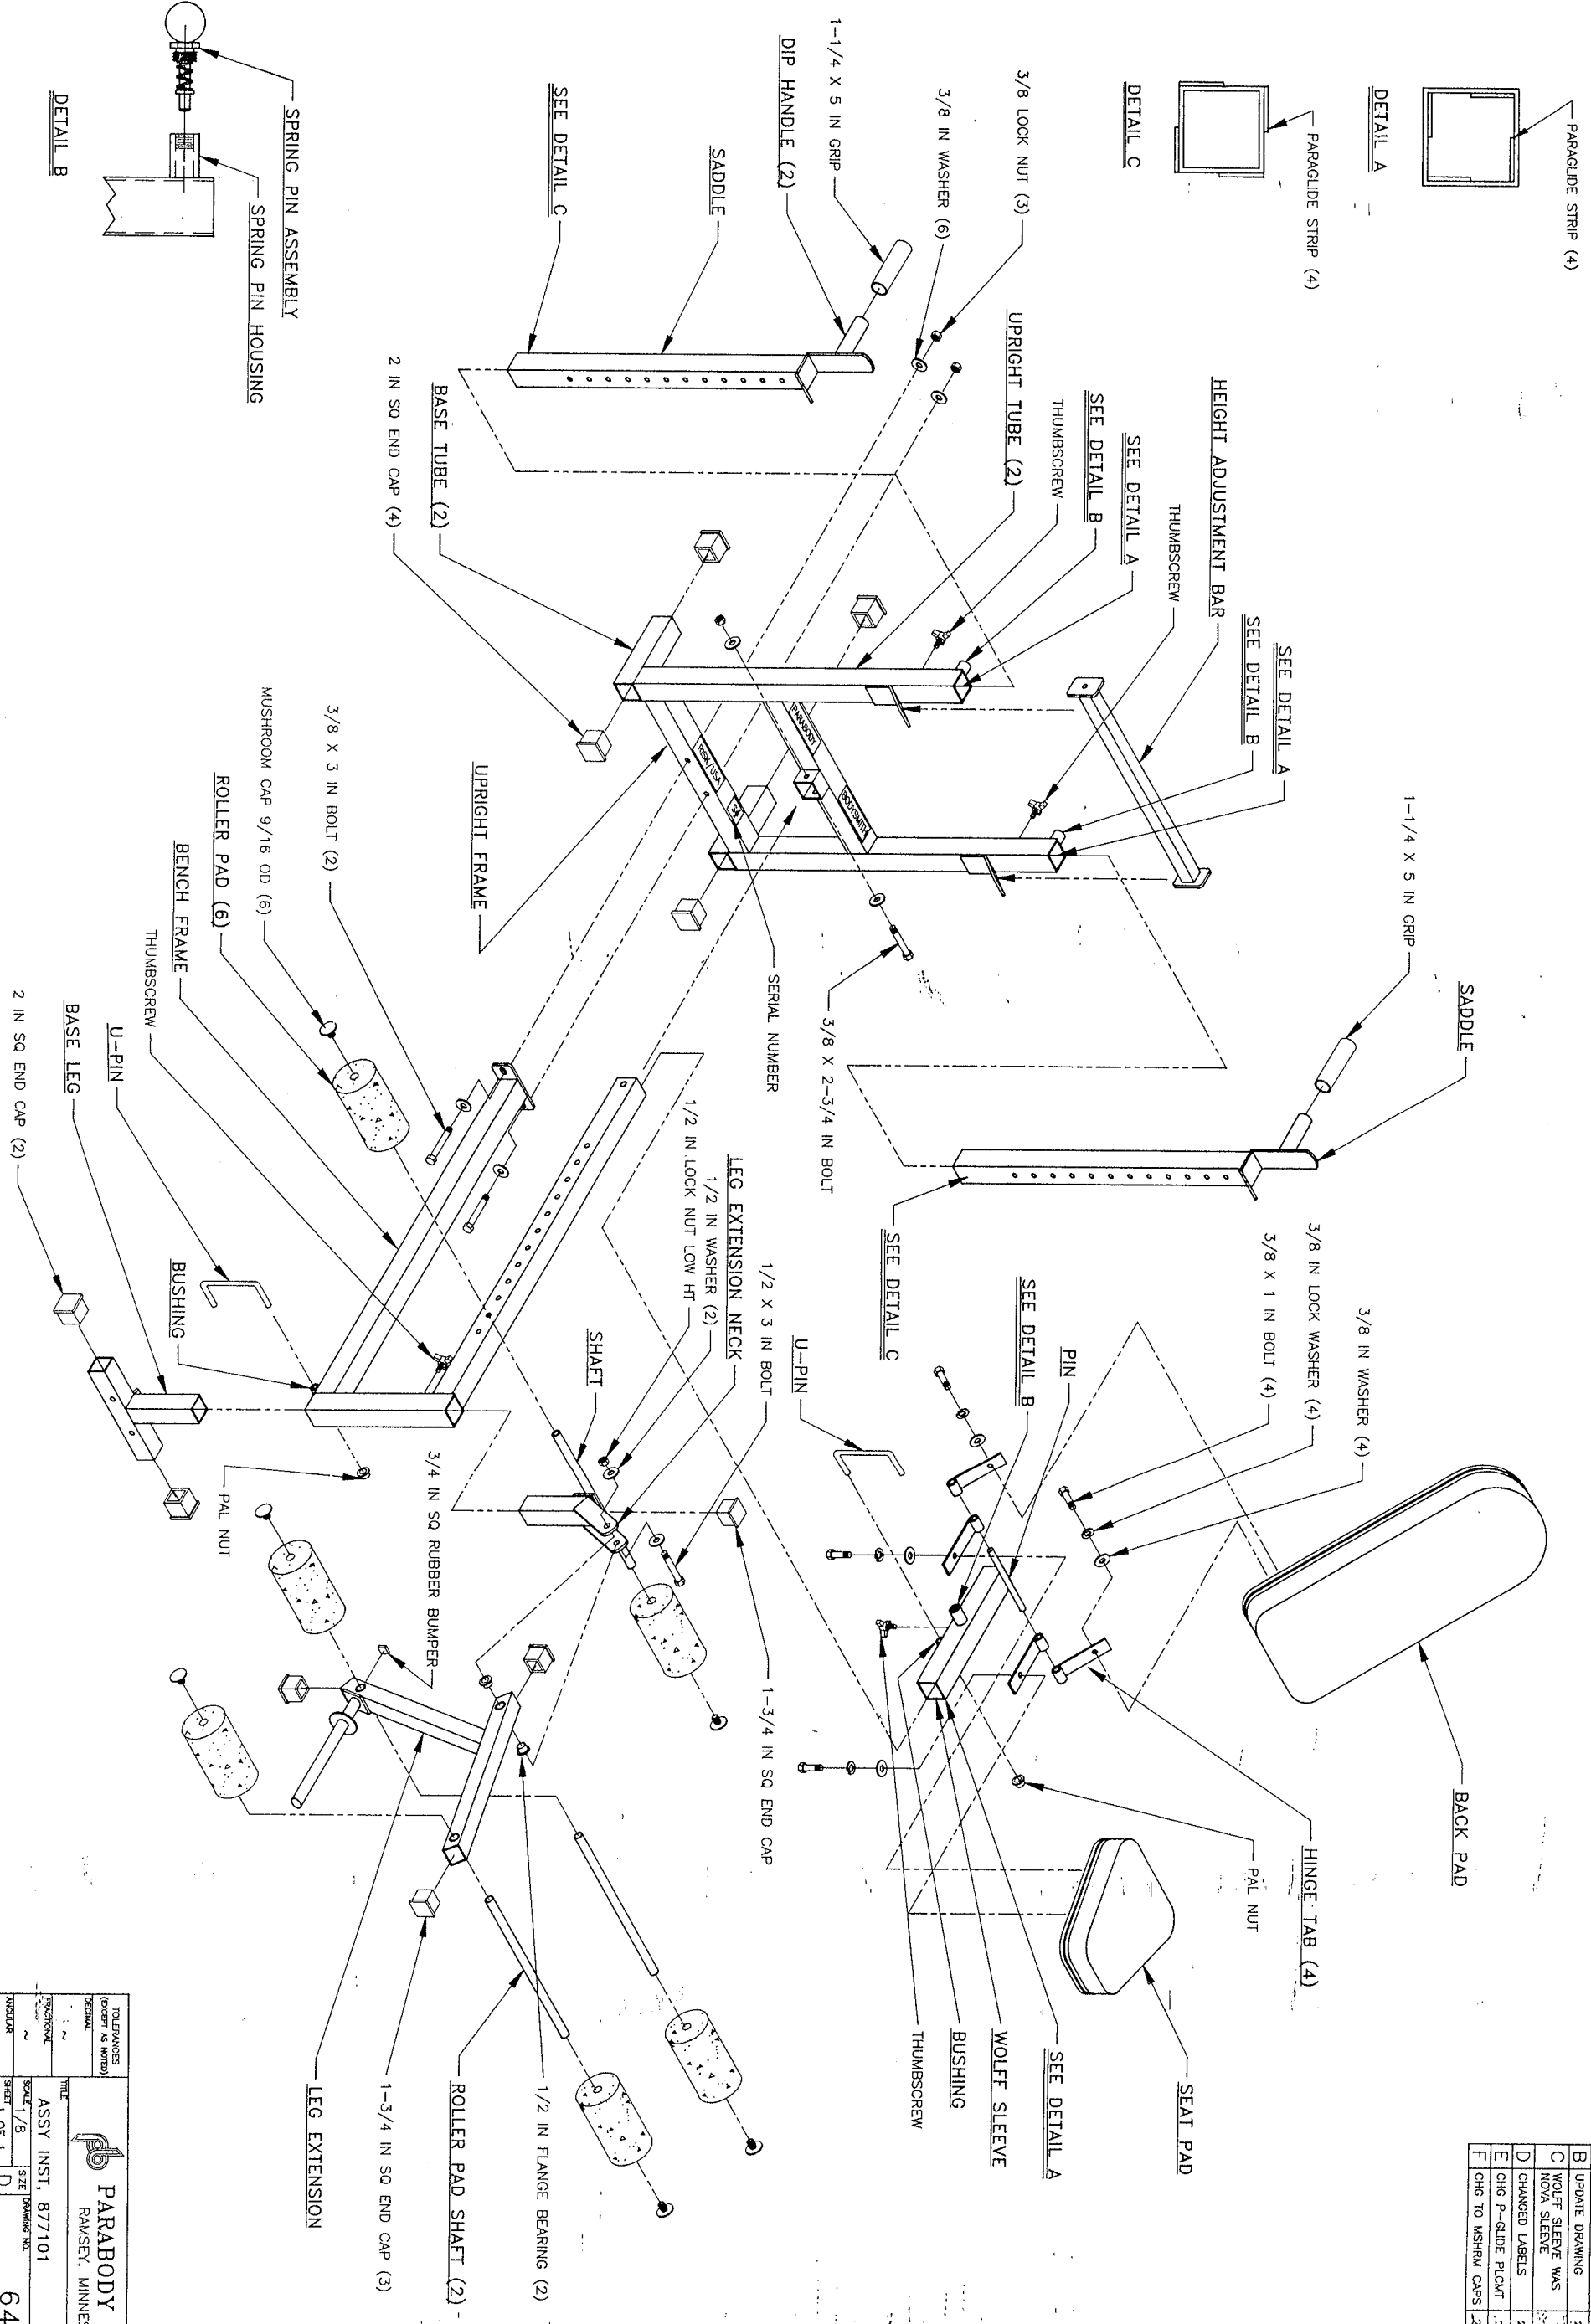 PARAGLIDE STRIP (4)
DETAIL A
PARAGLIDE STRIP (4)
DETAIL C
3/8 LOCK NUT (3)
3/8 IN WASHER (6)
1-1/4 X 5 IN GRIP
DIP HANDLE (2)
SADDLE
SEE DETAIL C
SPRING PIN ASSEMBLY
SPRING PIN HOUSING
DETAIL B
HEIGHT ADJUSTMENT BAR
SEE DETAIL A
SEE DETAIL B
THUMBSCREW
SEE DETAIL A
SEE DETAIL B
THUMBSCREW
UPRIGHT TUBE (2)
BASE TUBE (2)
2 IN SQ END CAP (4)
PARABODY
BODYSMITH
RISK/USA
S#
SERIAL NUMBER
3/8 X 2-3/4 IN BOLT
UPRIGHT FRAME
3/8 X 3 IN BOLT (2)
MUSHROOM CAP 9/16 OD (6)
ROLLER PAD (6)
BENCH FRAME
THUMBSCREW
U-PIN
BASE LEG
2 IN SQ END CAP (2)
BUSHING
PAL NUT
1-1/4 X 5 IN GRIP
SADDLE
SEE DETAIL C
3/8 IN WASHER (4)
3/8 IN LOCK WASHER (4)
3/8 X 1 IN BOLT (4)
PIN
SEE DETAIL B
U-PIN
1/2 X 3 IN BOLT
LEG EXTENSION NECK
1/2 IN WASHER (2)
1/2 IN LOCK NUT LOW HT
SHAFT
3/4 IN SQ RUBBER BUMPER
1-3/4 IN SQ END CAP
BACK PAD
HINGE TAB (4)
PAL NUT
SEAT PAD
SEE DETAIL A
WOLFF SLEEVE
BUSHING
THUMBSCREW
1/2 IN FLANGE BEARING (2)
ROLLER PAD SHAFT (2)
1-3/4 IN SQ END CAP (3)
LEG EXTENSION
B UPDATE DRAWING
C WOLFF SLEEVE WAS
NOVA SLEEVE
D CHANGED LABELS
E CHG P-GLIDE PLCMT
F CHG TO MSHRM CAPS
TOLERANCES
(EXCEPT AS NOTED)
DECIMAL
~
FRACTIONAL
~
ANGULAR
pb PARABODY
RAMSEY, MINNES
TITLE
ASSY INST, 877101
SCALE 1/8
SIZE D
DRAWING NO.
64
SHEET 1 OF 1